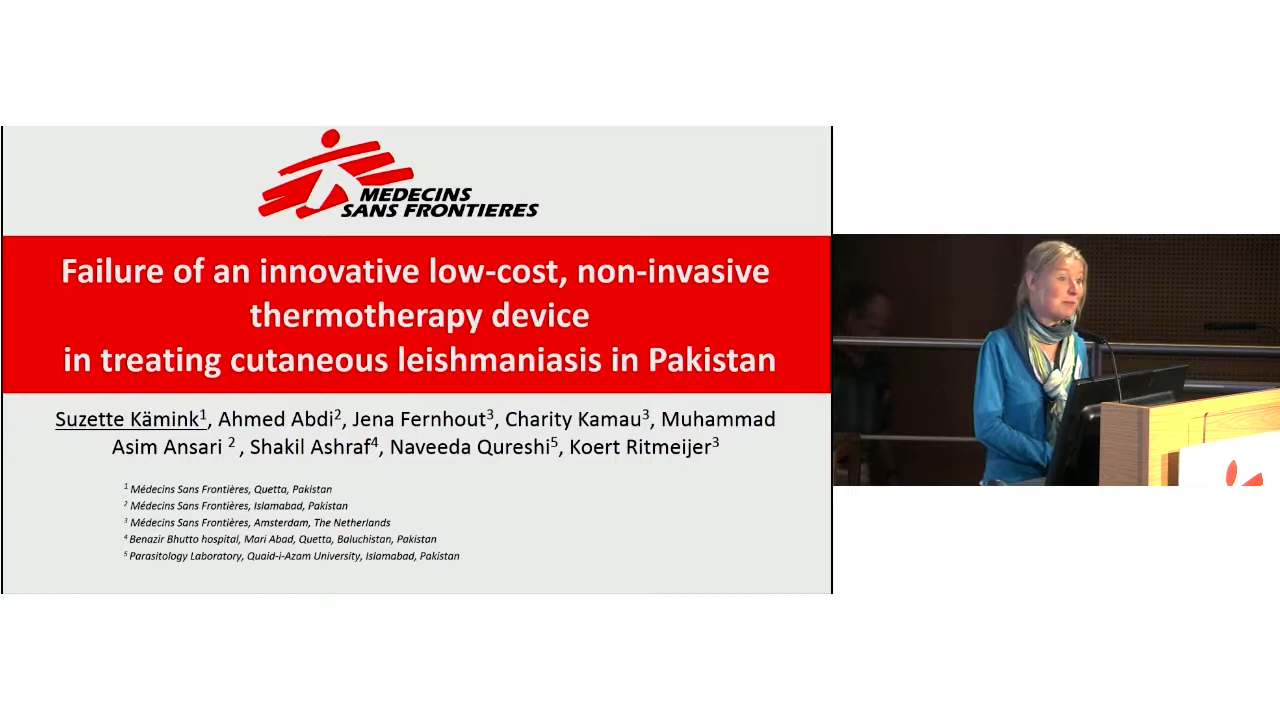 MEDECINS
SANS FRONTIERES
Failure of an innovative low-cost, non-invasive
thermotherapy device
in treating cutaneous leishmaniasis in Pakistan
Suzette Kämink¹, Ahmed Abdi², Jena Fernhout³, Charity Kamau³, Muhammad
Asim Ansari ², Shakil Ashraf⁴, Naveeda Qureshi⁵, Koert Ritmeijer³
¹ Médecins Sans Frontières, Quetta, Pakistan
² Médecins Sans Frontières, Islamabad, Pakistan
³ Médecins Sans Frontières, Amsterdam, The Netherlands
⁴ Benazir Bhutto hospital, Mari Abad, Quetta, Baluchistan, Pakistan
⁵ Parasitology Laboratory, Quaid-i-Azam University, Islamabad, Pakistan